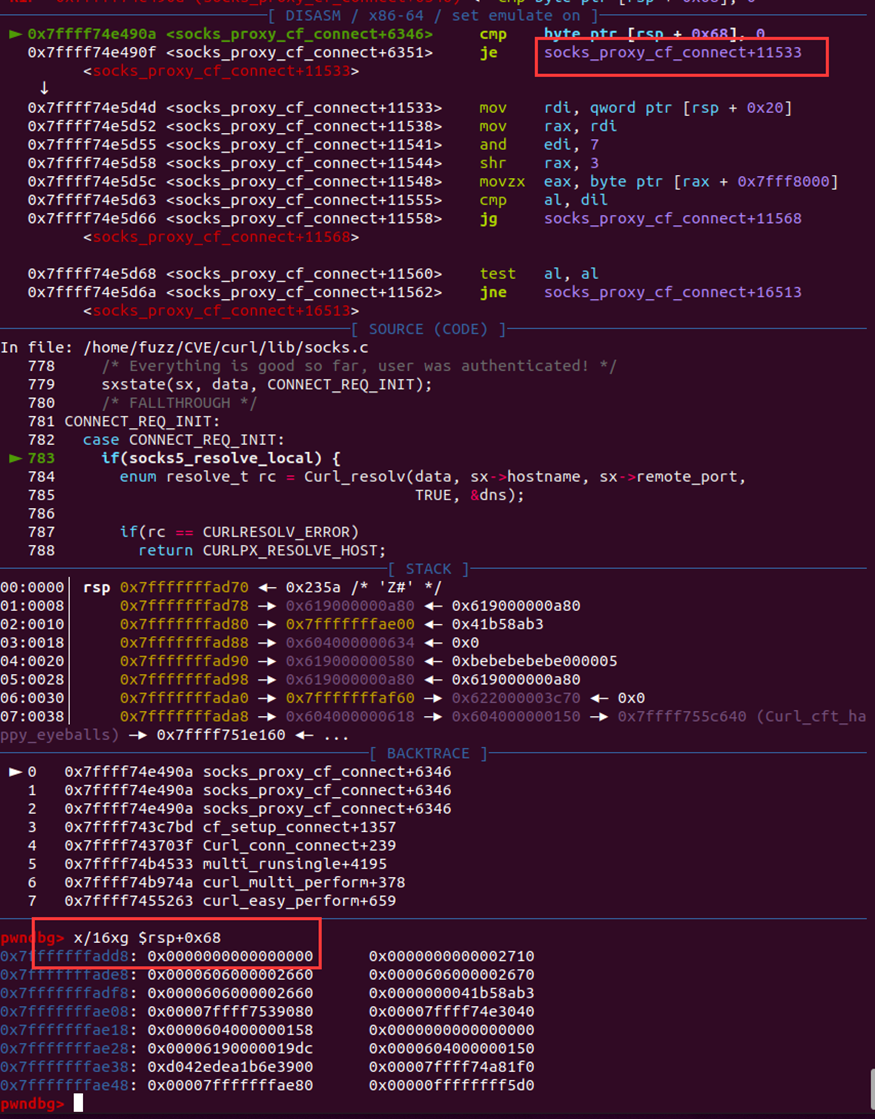 [ DISASM / x86-64 / set emulate on ]
► 0x7ffff74e490a <socks_proxy_cf_connect+6346> cmp byte ptr [rsp + 0x68], 0
0x7ffff74e490f <socks_proxy_cf_connect+6351> je socks_proxy_cf_connect+11533
<socks_proxy_cf_connect+11533>
↓
0x7ffff74e5d4d <socks_proxy_cf_connect+11533> mov rdi, qword ptr [rsp + 0x20]
0x7ffff74e5d52 <socks_proxy_cf_connect+11538> mov rax, rdi
0x7ffff74e5d55 <socks_proxy_cf_connect+11541> and edi, 7
0x7ffff74e5d58 <socks_proxy_cf_connect+11544> shr rax, 3
0x7ffff74e5d5c <socks_proxy_cf_connect+11548> movzx eax, byte ptr [rax + 0x7fff8000]
0x7ffff74e5d63 <socks_proxy_cf_connect+11555> cmp al, dil
0x7ffff74e5d66 <socks_proxy_cf_connect+11558> jg socks_proxy_cf_connect+11568
<socks_proxy_cf_connect+11568>
0x7ffff74e5d68 <socks_proxy_cf_connect+11560> test al, al
0x7ffff74e5d6a <socks_proxy_cf_connect+11562> jne socks_proxy_cf_connect+16513
<socks_proxy_cf_connect+16513>
[ SOURCE (CODE) ]
In file: /home/fuzz/CVE/curl/lib/socks.c
778 /* Everything is good so far, user was authenticated! */
779 sxstate(sx, data, CONNECT_REQ_INIT);
780 /* FALLTHROUGH */
781 CONNECT_REQ_INIT:
782 case CONNECT_REQ_INIT:
► 783 if(socks5_resolve_local) {
784 enum resolve_t rc = Curl_resolv(data, sx->hostname, sx->remote_port,
785 TRUE, &dns);
786
787 if(rc == CURLRESOLV_ERROR)
788 return CURLPX_RESOLVE_HOST;
[ STACK ]
00:0000│ rsp 0x7fffffffad70 ◂— 0x235a /* 'Z#' */
01:0008│ 0x7fffffffad78 —▸ 0x619000000a80 ◂— 0x619000000a80
02:0010│ 0x7fffffffad80 —▸ 0x7fffffffae00 ◂— 0x41b58ab3
03:0018│ 0x7fffffffad88 —▸ 0x604000000634 ◂— 0x0
04:0020│ 0x7fffffffad90 —▸ 0x619000000580 ◂— 0xbebebebebe000005
05:0028│ 0x7fffffffad98 —▸ 0x619000000a80 ◂— 0x619000000a80
06:0030│ 0x7fffffffada0 —▸ 0x7fffffffaf60 —▸ 0x622000003c70 ◂— 0x0
07:0038│ 0x7fffffffada8 —▸ 0x604000000618 —▸ 0x604000000150 —▸ 0x7ffff755c640 (Curl_cft_ha
ppy_eyeballs) —▸ 0x7ffff751e160 ◂— ...
[ BACKTRACE ]
► 0 0x7ffff74e490a socks_proxy_cf_connect+6346
1 0x7ffff74e490a socks_proxy_cf_connect+6346
2 0x7ffff74e490a socks_proxy_cf_connect+6346
3 0x7ffff743c7bd cf_setup_connect+1357
4 0x7ffff743703f Curl_conn_connect+239
5 0x7ffff74b4533 multi_runsingle+4195
6 0x7ffff74b974a curl_multi_perform+378
7 0x7ffff7455263 curl_easy_perform+659
pwndbg> x/16xg $rsp+0x68
0x7fffffffadd8: 0x0000000000000000 0x0000000000002710
0x7fffffffade8: 0x0000606000002660 0x0000606000002670
0x7fffffffadf8: 0x0000606000002660 0x0000000041b58ab3
0x7fffffffae08: 0x00007ffff7539080 0x00007ffff74e3040
0x7fffffffae18: 0x0000604000000158 0x0000000000000000
0x7fffffffae28: 0x00006190000019dc 0x0000604000000150
0x7fffffffae38: 0xd042edea1b6e3900 0x00007ffff74a81f0
0x7fffffffae48: 0x00007fffffffae80 0x00000ffffffff5d0
pwndbg>